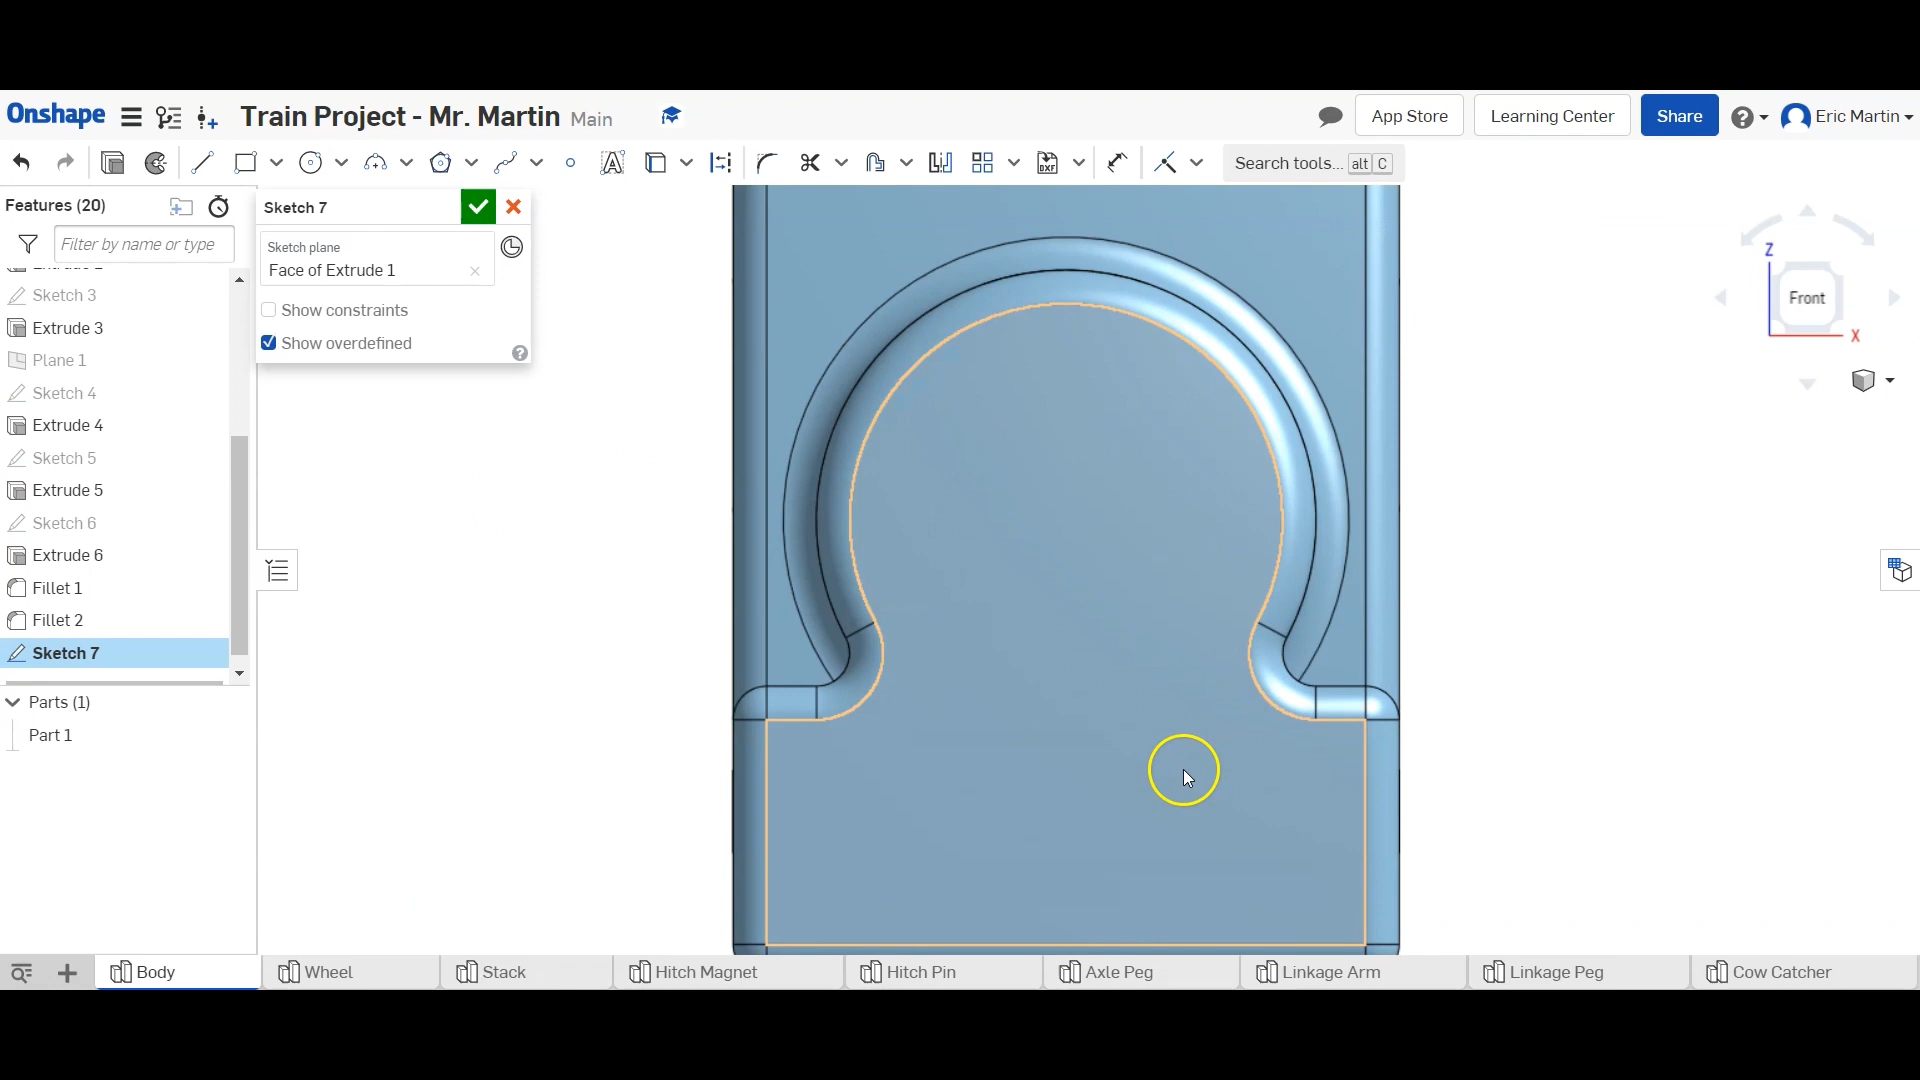 Onshape Train Project - Mr. Martin Main App Store Learning Center Share Eric Martin
Search tools... alt C
Features (20)
Filter by name or type
Sketch 3
Extrude 3
Plane 1
Sketch 4
Extrude 4
Sketch 5
Extrude 5
Sketch 6
Extrude 6
Fillet 1
Fillet 2
Sketch 7
Parts (1)
Part 1
Sketch 7
Sketch plane
Face of Extrude 1
Show constraints
Show overdefined
Z
Front
X
DXF
Body Wheel Stack Hitch Magnet Hitch Pin Axle Peg Linkage Arm Linkage Peg Cow Catcher